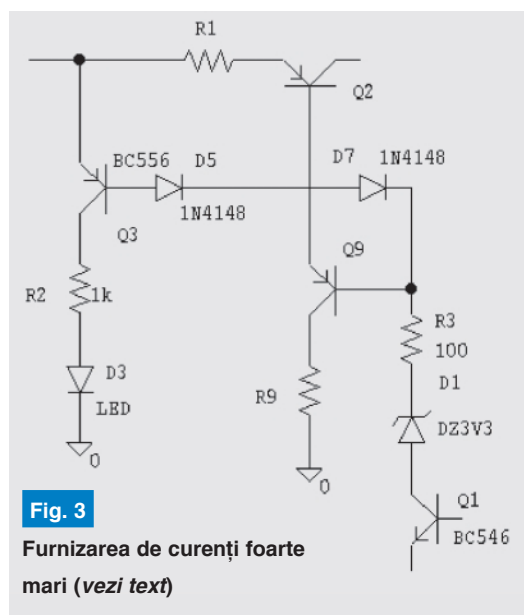 R1
Q2
BC556
D5
D7
1N4148
1N4148
Q3
Q9
R2
1k
R3
100
D3
LED
R9
D1
DZ3V3
0
0
Q1
BC546
Fig. 3
Furnizarea de curenți foarte
mari (vezi text)